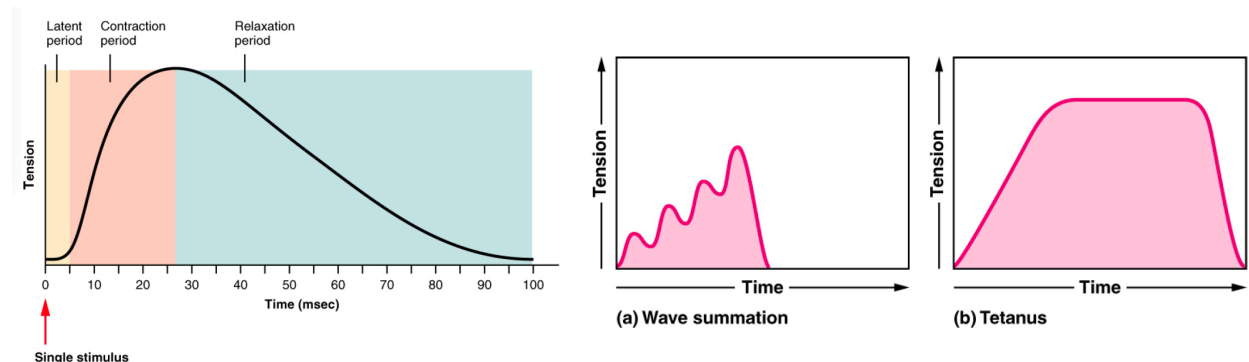 Latent
period
Contraction
period
Relaxation
period
Tension
0 10 20 30 40 50 60 70 80 90 100
Time (msec)
Single stimulus
Tension
Time
(a) Wave summation
Tension
Time
(b) Tetanus